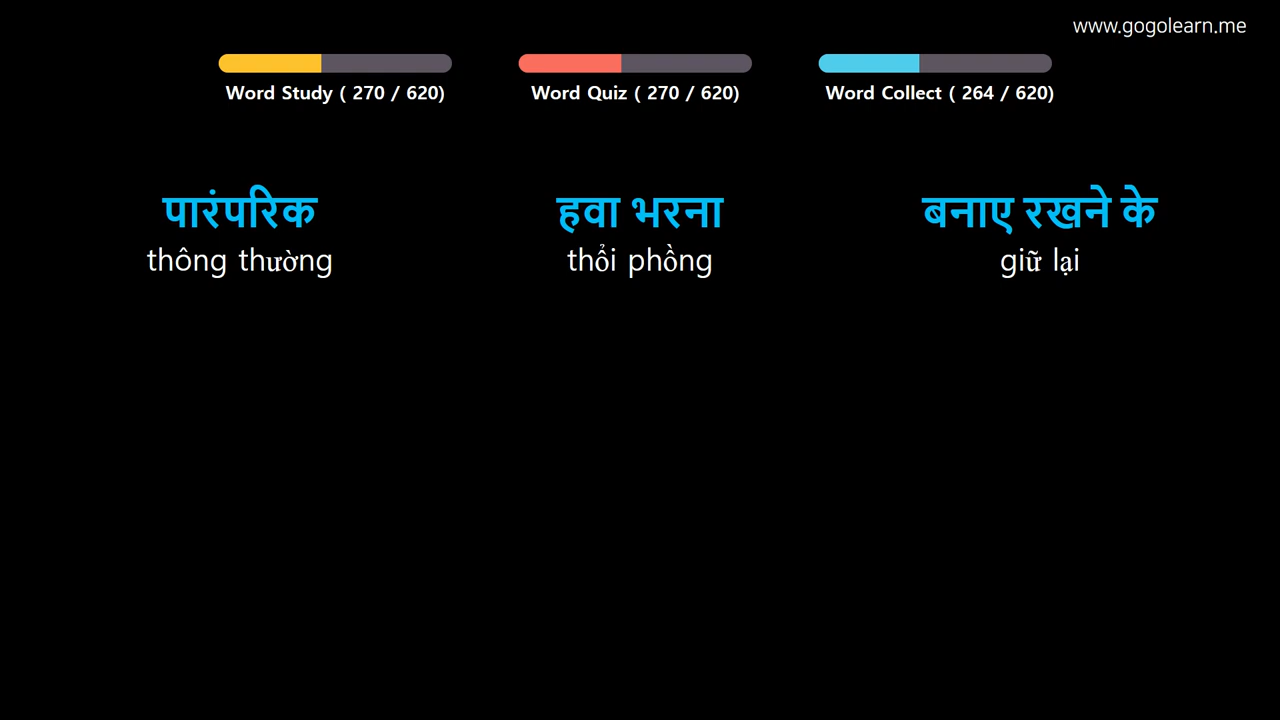 www.gogolearn.me
Word Study ( 270 / 620)
Word Quiz ( 270 / 620)
Word Collect ( 264 / 620)
पारंपरिक
thông thường
हवा भरना
thổi phồng
बनाए रखने के
giữ lại